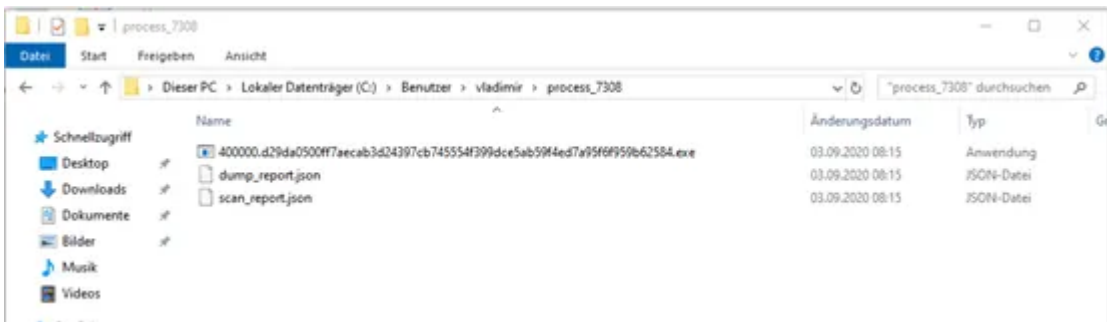 process_7308
Datei Start Freigeben Ansicht
Dieser PC > Lokaler Datenträger (C:) > Benutzer > vladimir > process_7308
"process_7308" durchsuchen
Name Änderungsdatum Typ
Schnellzugriff
Desktop
Downloads
Dokumente
Bilder
Musik
Videos
400000.d29da0500ff7aecab3d24397cb745554f399dce5ab59f4ed7a95f6f959b62584.exe 03.09.2020 08:15 Anwendung
dump_report.json 03.09.2020 08:15 JSON-Datei
scan_report.json 03.09.2020 08:15 JSON-Datei